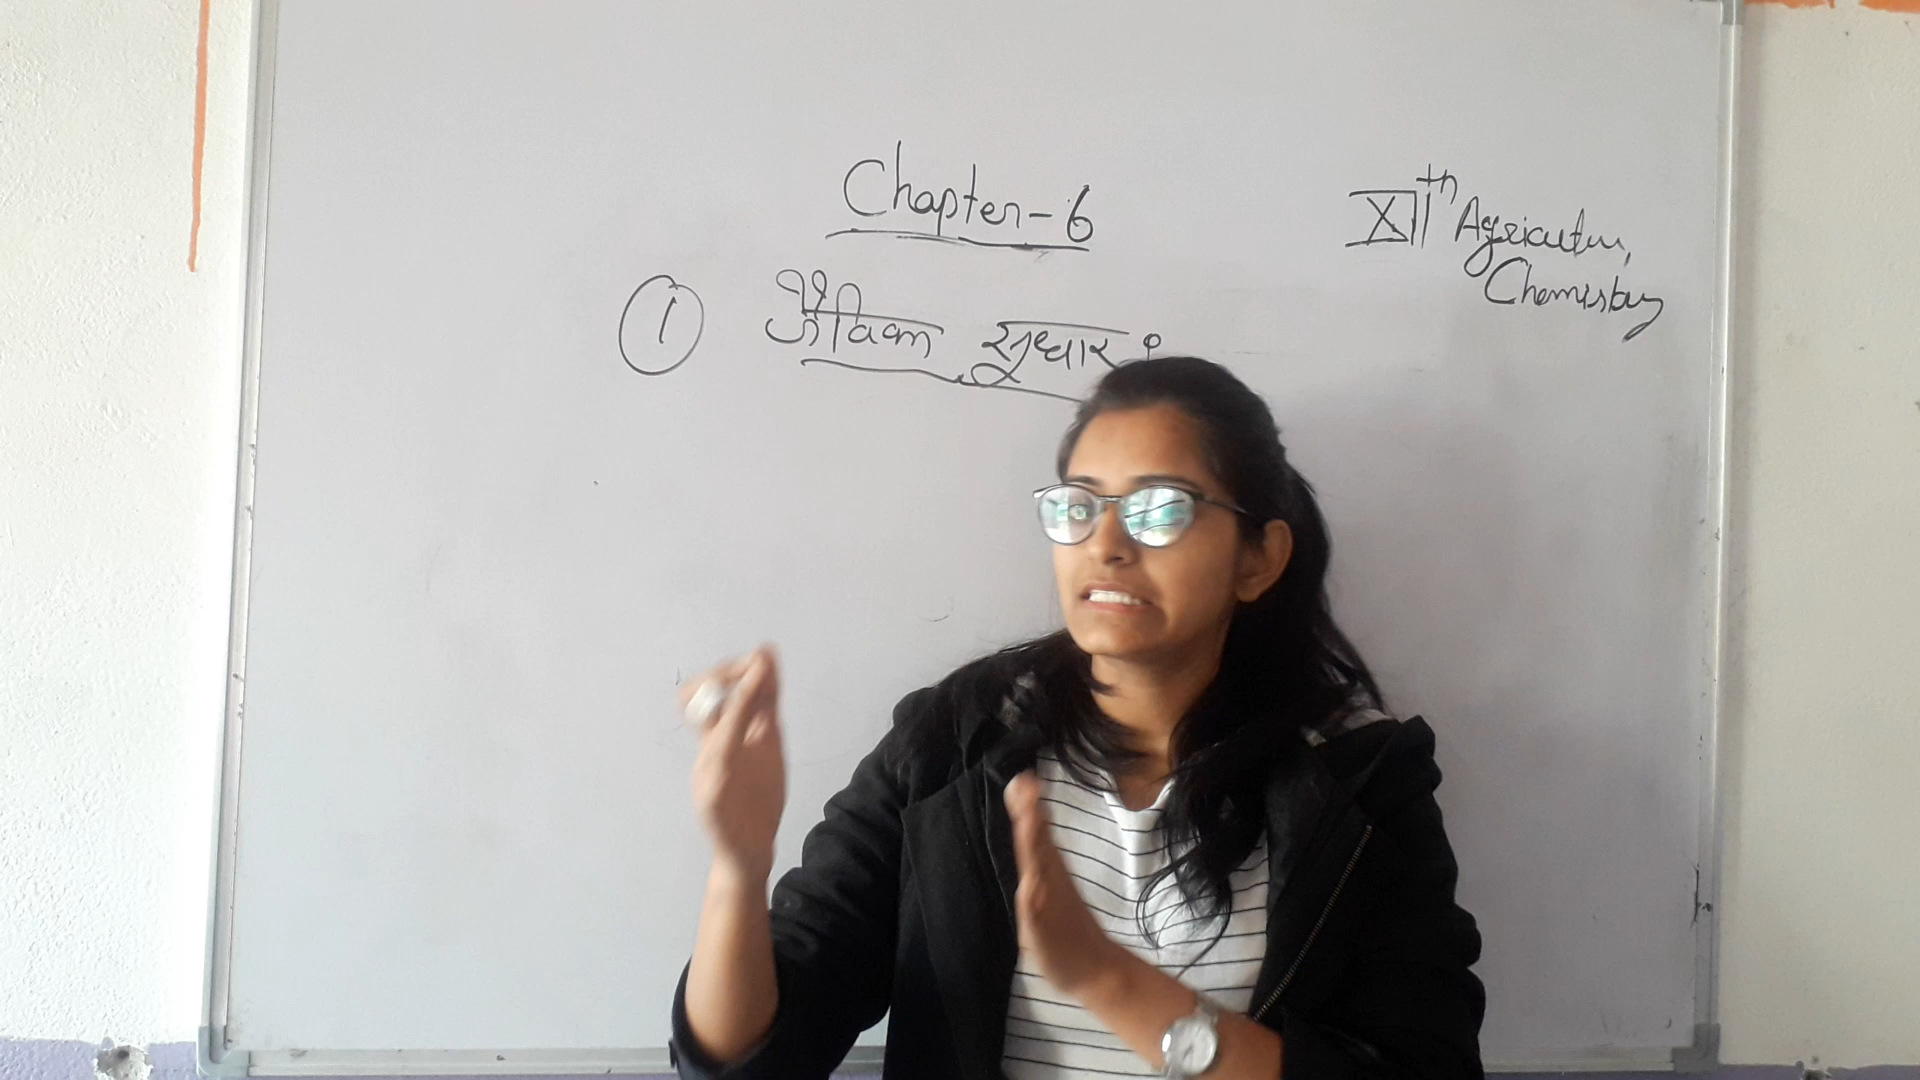 Chapter-6
XIIth Agriculture,
Chemistry
① जैविक सुधार